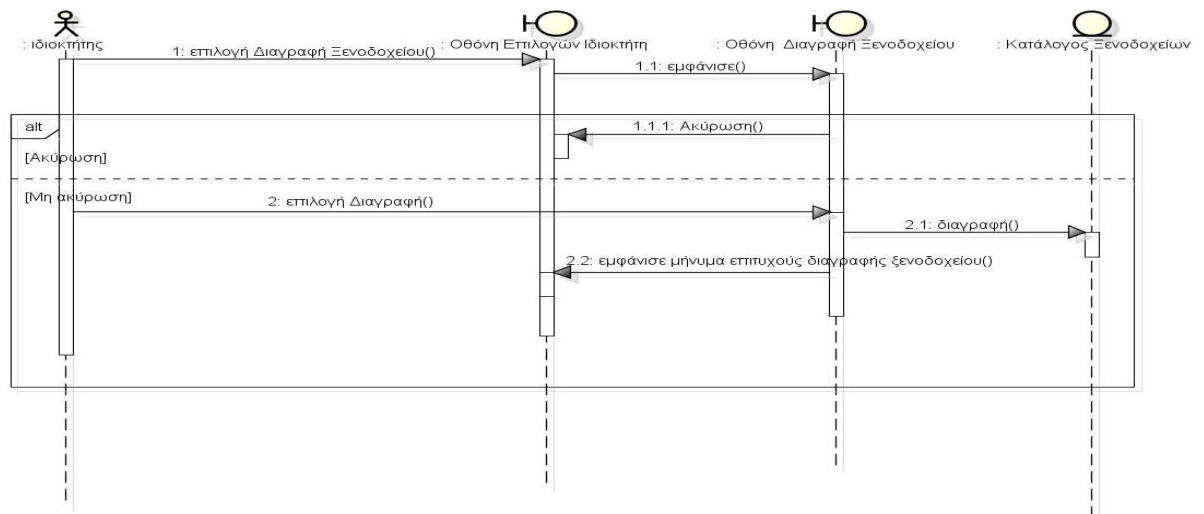 : ιδιοκτήτης
: Οθόνη Επιλογών Ιδιοκτήτη
: Οθόνη Διαγραφή Ξενοδοχείου
: Κατάλογος Ξενοδοχείων
1: επιλογή Διαγραφή Ξενοδοχείου()
1.1: εμφάνισε()
alt
1.1.1: Ακύρωση()
[Ακύρωση]
[Μη ακύρωση]
2: επιλογή Διαγραφή()
2.1: διαγραφή()
2.2: εμφάνισε μήνυμα επιτυχούς διαγραφής ξενοδοχείου()